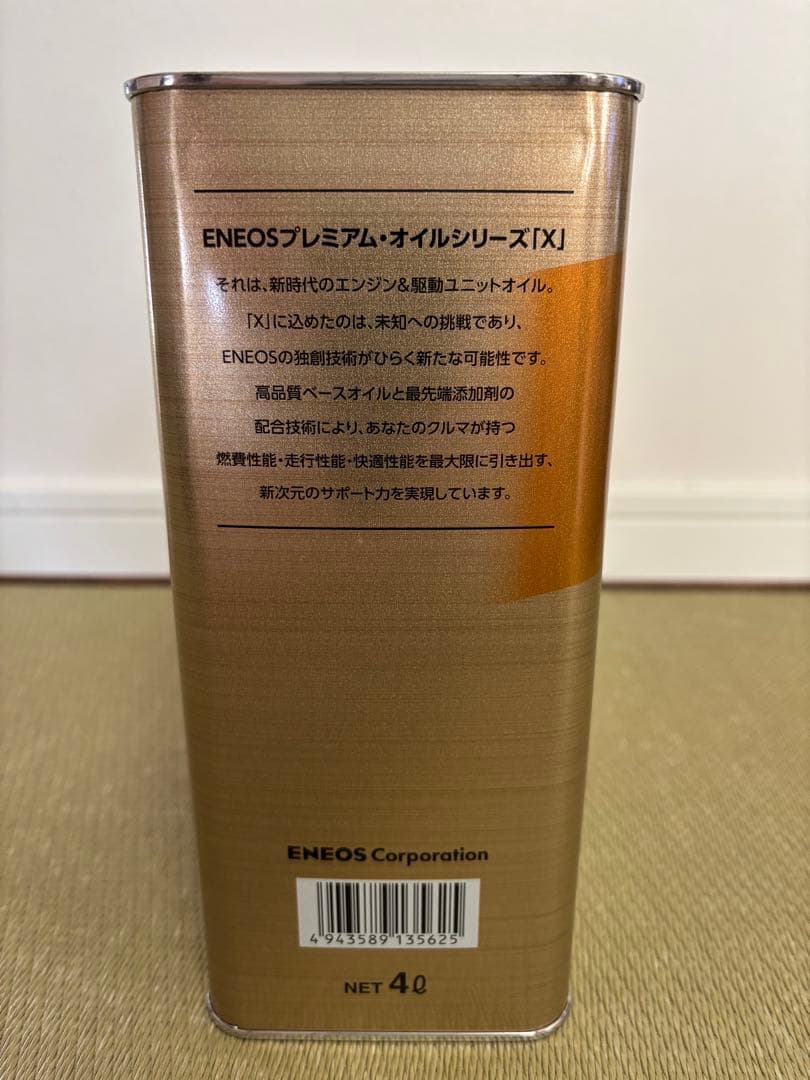 ENEOSプレミアム・オイルシリーズ「X」
それは、新時代のエンジン&駆動ユニットオイル。
「X」に込めたのは、未知への挑戦であり、
ENEOSの独創技術がひらく新たな可能性です。
高品質ベースオイルと最先端添加剤の
配合技術により、あなたのクルマが持つ
燃費性能・走行性能・快適性能を最大限に引き出す、
新次元のサポート力を実現しています。
ENEOS Corporation
4 943589 135625
NET 4ℓ